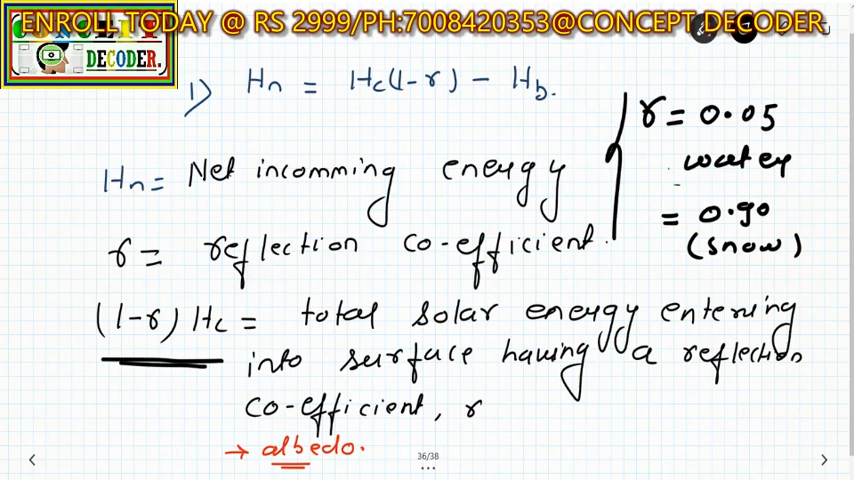 ENROLL TODAY @ RS 2999/PH:7008420353@CONCEPT DECODER
DECODER.
1) Hn = Hc(1-r) - Hb.
Hn = Net incomming energy
r = reflection co-efficient.
(1-r) Hc = total solar energy entering
into surface having a reflection
co-efficient, r
→ albedo.
r = 0.05
water
= 0.90
(snow)
36/38